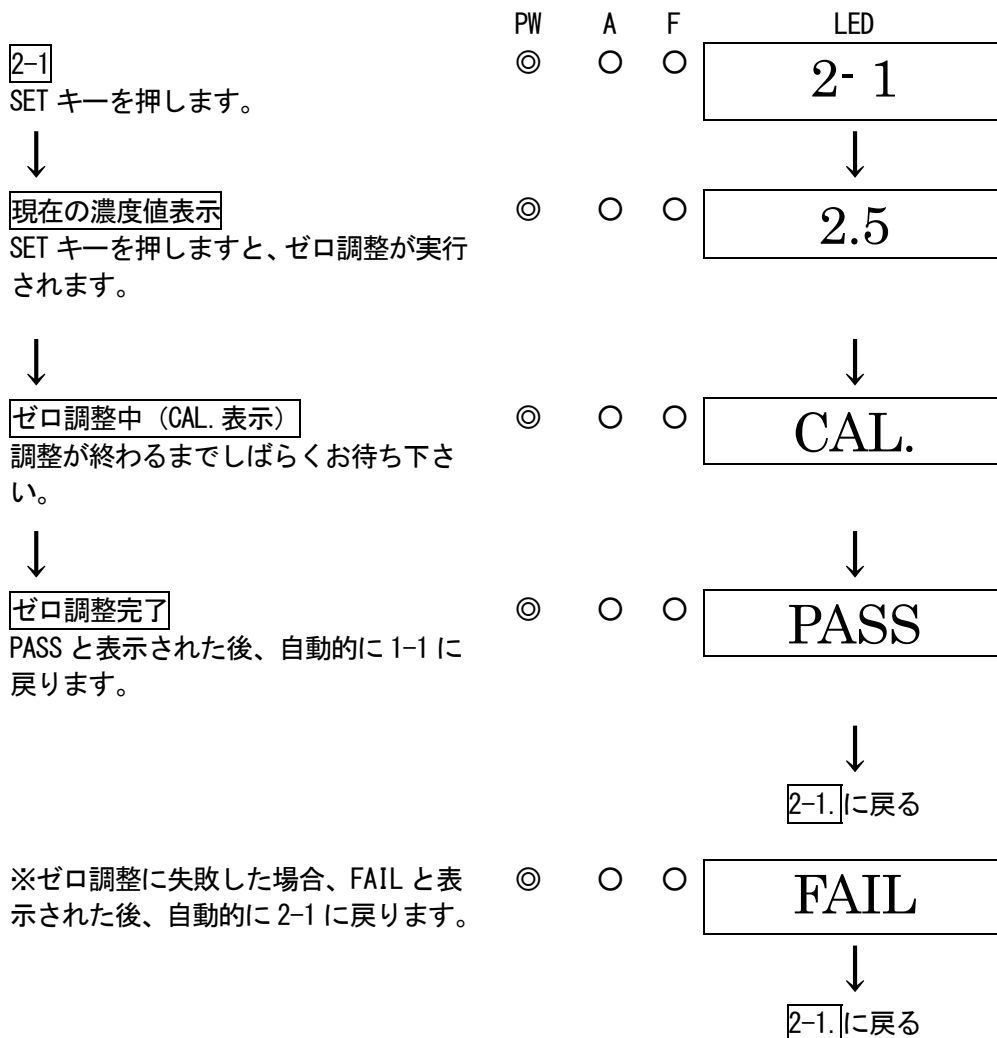 PW A F LED
2-1 ◎ ○ ○ 2- 1
SET キーを押します。
↓ ↓
現在の濃度値表示 ◎ ○ ○ 2.5
SET キーを押しますと、ゼロ調整が実行
されます。
↓ ↓
ゼロ調整中（CAL. 表示） ◎ ○ ○ CAL.
調整が終わるまでしばらくお待ち下さ
い。
↓ ↓
ゼロ調整完了 ◎ ○ ○ PASS
PASS と表示された後、自動的に 1-1 に
戻ります。
↓
2-1. に戻る
※ゼロ調整に失敗した場合、FAIL と表 ◎ ○ ○ FAIL
示された後、自動的に 2-1 に戻ります。
↓
2-1. に戻る